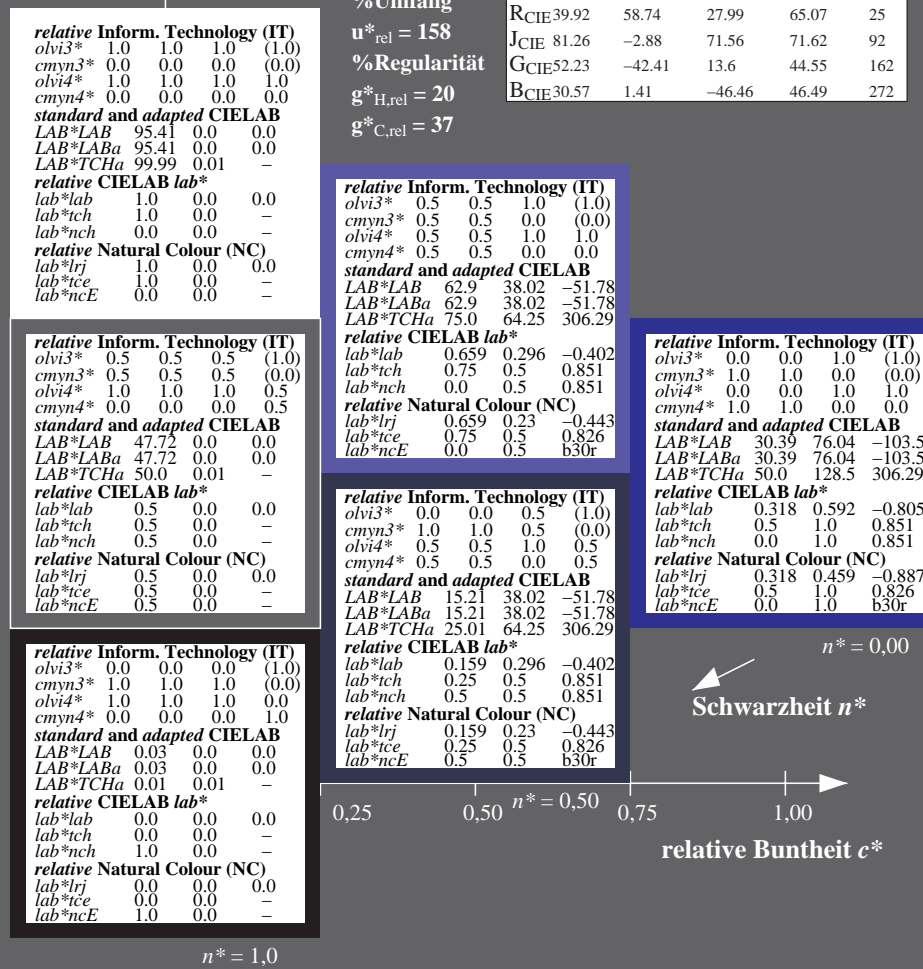 %Umfang
u*rel = 158
%Regularität
g*H,rel = 20
g*C,rel = 37
RCIE 39.92 58.74 27.99 65.07 25
JCIE 81.26 −2.88 71.56 71.62 92
GCIE 52.23 −42.41 13.6 44.55 162
BCIE 30.57 1.41 −46.46 46.49 272
relative Inform. Technology (IT)
olvi3* 1.0 1.0 1.0 (1.0)
cmyn3* 0.0 0.0 0.0 (0.0)
olvi4* 1.0 1.0 1.0 1.0
cmyn4* 0.0 0.0 0.0 0.0
standard and adapted CIELAB
LAB*LAB 95.41 0.0 0.0
LAB*LABa 95.41 0.0 0.0
LAB*TCHa 99.99 0.01 –
relative CIELAB lab*
lab*lab 1.0 0.0 0.0
lab*tch 1.0 0.0 –
lab*nch 0.0 0.0 –
relative Natural Colour (NC)
lab*lrj 1.0 0.0 0.0
lab*tce 1.0 0.0 –
lab*ncE 0.0 0.0 –
relative Inform. Technology (IT)
olvi3* 0.5 0.5 1.0 (1.0)
cmyn3* 0.5 0.5 0.0 (0.0)
olvi4* 0.5 0.5 1.0 1.0
cmyn4* 0.5 0.5 0.0 0.0
standard and adapted CIELAB
LAB*LAB 62.9 38.02 −51.78
LAB*LABa 62.9 38.02 −51.78
LAB*TCHa 75.0 64.25 306.29
relative CIELAB lab*
lab*lab 0.659 0.296 −0.402
lab*tch 0.75 0.5 0.851
lab*nch 0.0 0.5 0.851
relative Natural Colour (NC)
lab*lrj 0.659 0.23 −0.443
lab*tce 0.75 0.5 0.826
lab*ncE 0.0 0.5 b30r
relative Inform. Technology (IT)
olvi3* 0.5 0.5 0.5 (1.0)
cmyn3* 0.5 0.5 0.5 (0.0)
olvi4* 1.0 1.0 1.0 0.5
cmyn4* 0.0 0.0 0.0 0.5
standard and adapted CIELAB
LAB*LAB 47.72 0.0 0.0
LAB*LABa 47.72 0.0 0.0
LAB*TCHa 50.0 0.01 –
relative CIELAB lab*
lab*lab 0.5 0.0 0.0
lab*tch 0.5 0.0 –
lab*nch 0.5 0.0 –
relative Natural Colour (NC)
lab*lrj 0.5 0.0 0.0
lab*tce 0.5 0.0 –
lab*ncE 0.5 0.0 –
relative Inform. Technology (IT)
olvi3* 0.0 0.0 1.0 (1.0)
cmyn3* 1.0 1.0 0.0 (0.0)
olvi4* 0.0 0.0 1.0 1.0
cmyn4* 1.0 1.0 0.0 0.0
standard and adapted CIELAB
LAB*LAB 30.39 76.04 −103.5
LAB*LABa 30.39 76.04 −103.5
LAB*TCHa 50.0 128.5 306.29
relative CIELAB lab*
lab*lab 0.318 0.592 −0.805
lab*tch 0.5 1.0 0.851
lab*nch 0.0 1.0 0.851
relative Natural Colour (NC)
lab*lrj 0.318 0.459 −0.887
lab*tce 0.5 1.0 0.826
lab*ncE 0.0 1.0 b30r
relative Inform. Technology (IT)
olvi3* 0.0 0.0 0.5 (1.0)
cmyn3* 1.0 1.0 0.5 (0.0)
olvi4* 0.5 0.5 1.0 0.5
cmyn4* 0.5 0.5 0.0 0.5
standard and adapted CIELAB
LAB*LAB 15.21 38.02 −51.78
LAB*LABa 15.21 38.02 −51.78
LAB*TCHa 25.01 64.25 306.29
relative CIELAB lab*
lab*lab 0.159 0.296 −0.402
lab*tch 0.25 0.5 0.851
lab*nch 0.5 0.5 0.851
relative Natural Colour (NC)
lab*lrj 0.159 0.23 −0.443
lab*tce 0.25 0.5 0.826
lab*ncE 0.5 0.5 b30r
relative Inform. Technology (IT)
olvi3* 0.0 0.0 0.0 (1.0)
cmyn3* 1.0 1.0 1.0 (0.0)
olvi4* 1.0 1.0 1.0 0.0
cmyn4* 0.0 0.0 0.0 1.0
standard and adapted CIELAB
LAB*LAB 0.03 0.0 0.0
LAB*LABa 0.03 0.0 0.0
LAB*TCHa 0.01 0.01 –
relative CIELAB lab*
lab*lab 0.0 0.0 0.0
lab*tch 0.0 0.0 –
lab*nch 1.0 0.0 –
relative Natural Colour (NC)
lab*lrj 0.0 0.0 0.0
lab*tce 0.0 0.0 –
lab*ncE 1.0 0.0 –
n* = 0,00
Schwarzheit n*
0,25 0,50 n* = 0,50 0,75 1,00
relative Buntheit c*
n* = 1,0